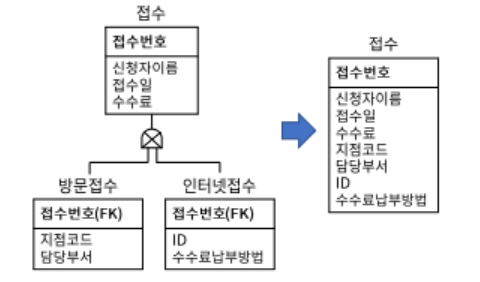 접수
접수번호
신청자이름
접수일
수수료
방문접수
접수번호(FK)
지점코드
담당부서
인터넷접수
접수번호(FK)
ID
수수료납부방법
접수
접수번호
신청자이름
접수일
수수료
지점코드
담당부서
ID
수수료납부방법